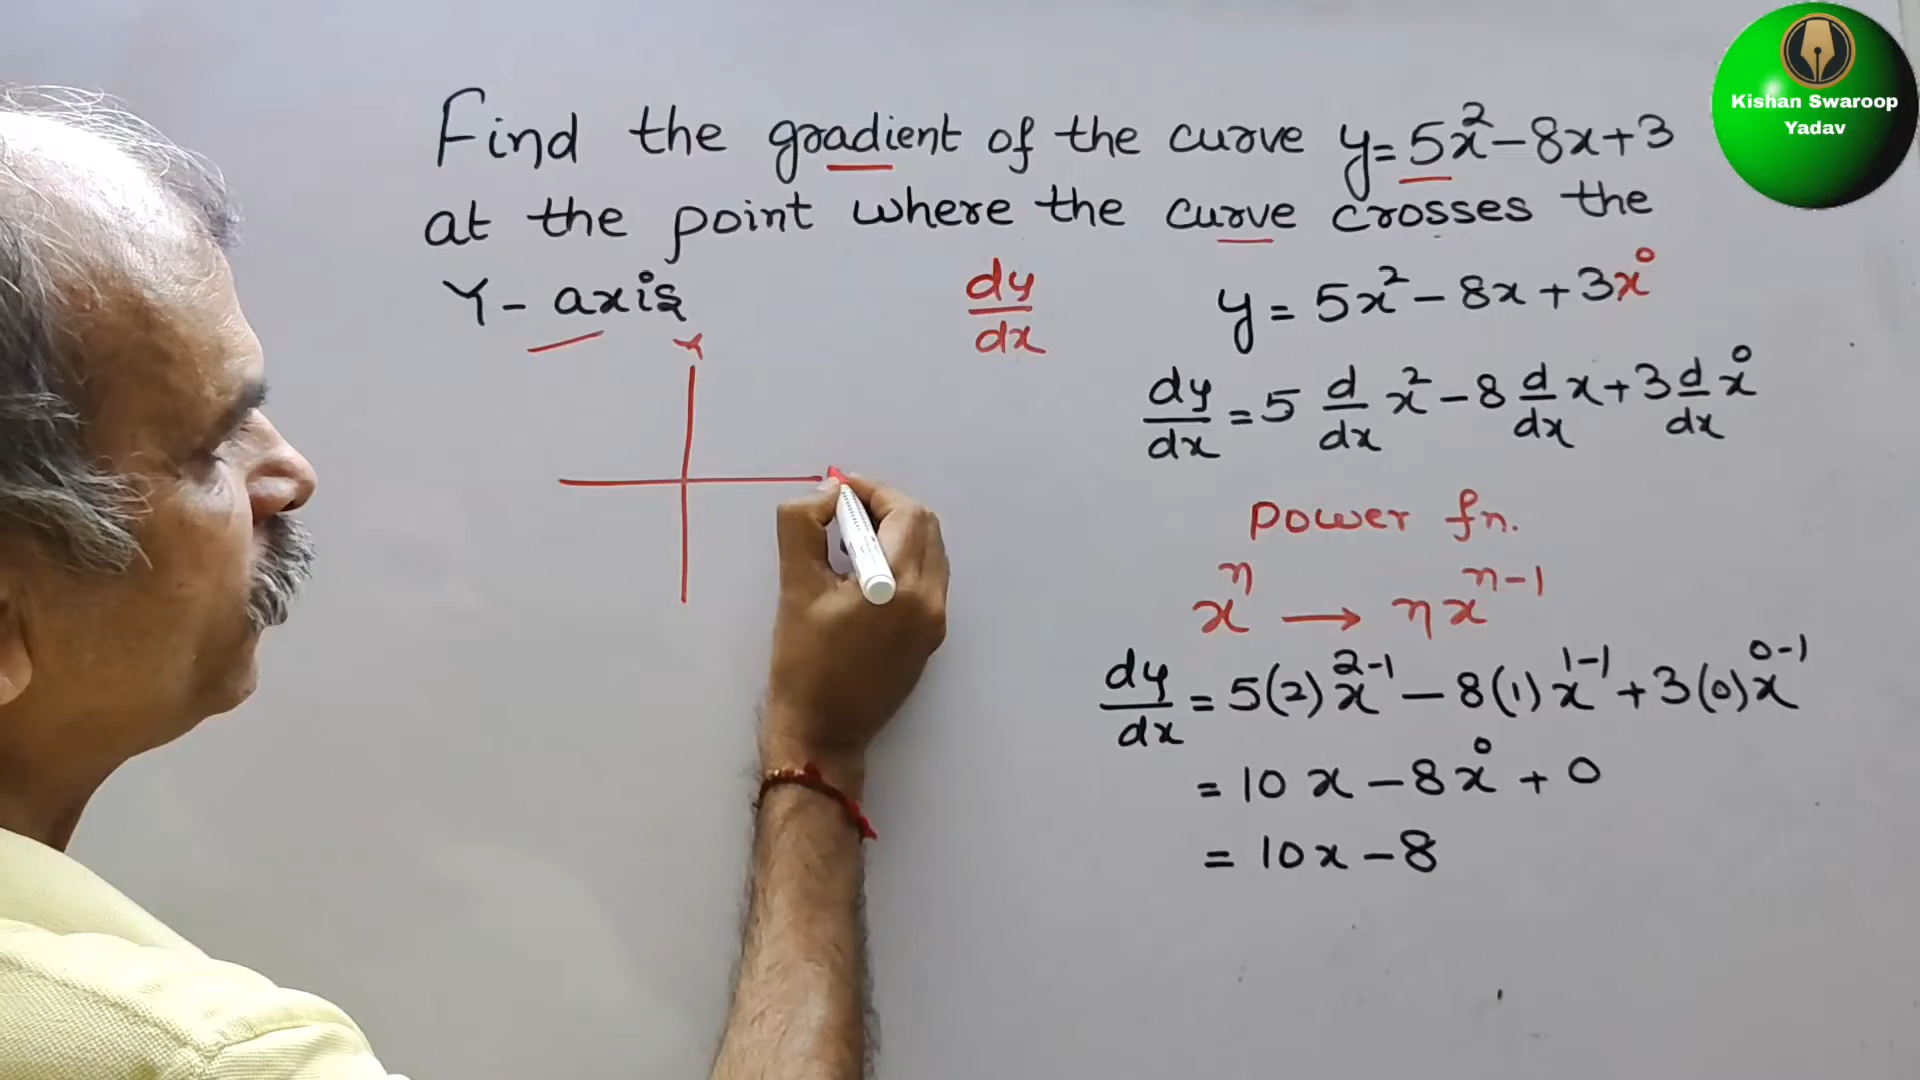 Find the gradient of the curve y = 5x² - 8x + 3
at the point where the curve crosses the
Y - axis
dy/dx
y = 5x² - 8x + 3x⁰
dy/dx = 5 d/dx x² - 8 d/dx x + 3 d/dx x⁰
Power fn.
xⁿ → nxⁿ⁻¹
dy/dx = 5(2)x²⁻¹ - 8(1)x¹⁻¹ + 3(0)x⁰⁻¹
= 10x - 8x⁰ + 0
= 10x - 8
Y
Kishan Swaroop
Yadav